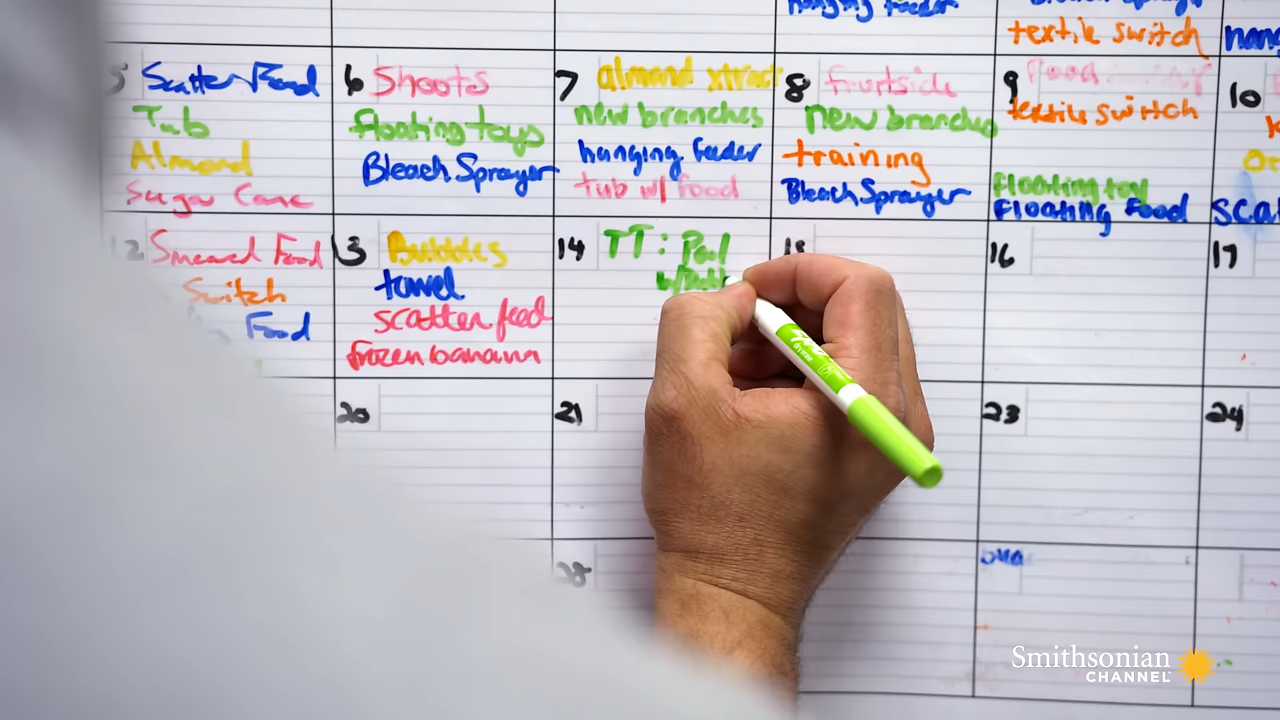 hanging feeder
textile switch
5 Scatter Food
Tub
Almond
Sugar Cane
6 Shoots
floating toys
Bleach Sprayer
7 almond xtract
new branches
hanging feeder
tub w/ food
8
new branches
training
Bleach Sprayer
9 Food
textile switch
Floating toy
Floating Food
10
12 Smeared Food
Switch
Food
13 Bubbles
towel
scatter feed
frozen banana
14 TT: Pool
15
16
17
20
21
23
24
28
Smithsonian
CHANNEL